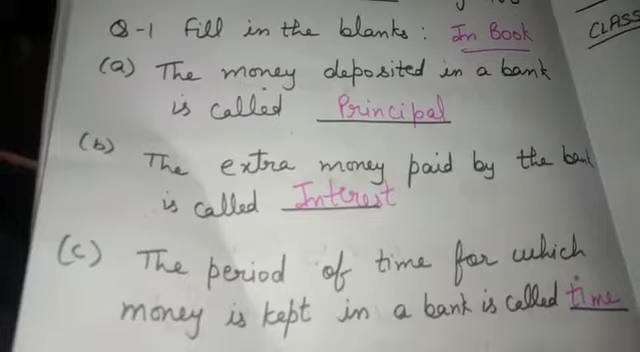 Q-1 Fill in the blanks: In Book
CLASS
(a) The money deposited in a bank
is called Principal
(b) The extra money paid by the bank
is called Interest
(c) The period of time for which
money is kept in a bank is called time